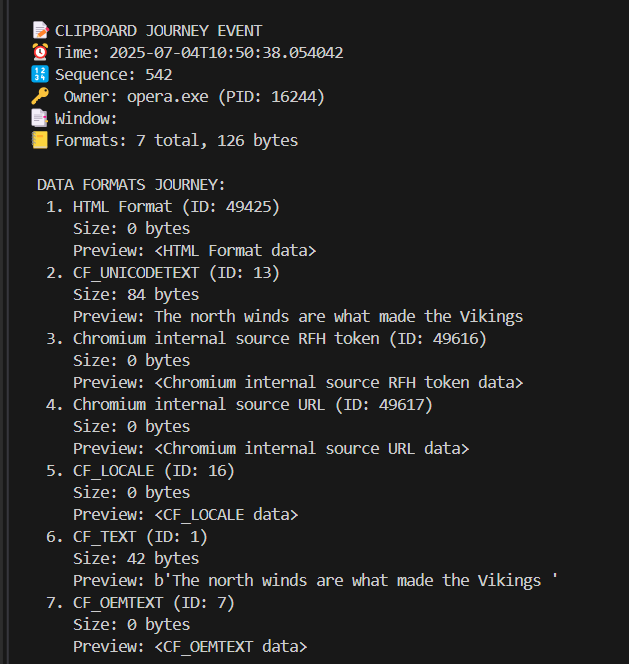 📝 CLIPBOARD JOURNEY EVENT
⏰ Time: 2025-07-04T10:50:38.054042
🔢 Sequence: 542
🔑 Owner: opera.exe (PID: 16244)
📑 Window:
📒 Formats: 7 total, 126 bytes
DATA FORMATS JOURNEY:
1. HTML Format (ID: 49425)
Size: 0 bytes
Preview: <HTML Format data>
2. CF_UNICODETEXT (ID: 13)
Size: 84 bytes
Preview: The north winds are what made the Vikings
3. Chromium internal source RFH token (ID: 49616)
Size: 0 bytes
Preview: <Chromium internal source RFH token data>
4. Chromium internal source URL (ID: 49617)
Size: 0 bytes
Preview: <Chromium internal source URL data>
5. CF_LOCALE (ID: 16)
Size: 0 bytes
Preview: <CF_LOCALE data>
6. CF_TEXT (ID: 1)
Size: 42 bytes
Preview: b'The north winds are what made the Vikings '
7. CF_OEMTEXT (ID: 7)
Size: 0 bytes
Preview: <CF_OEMTEXT data>